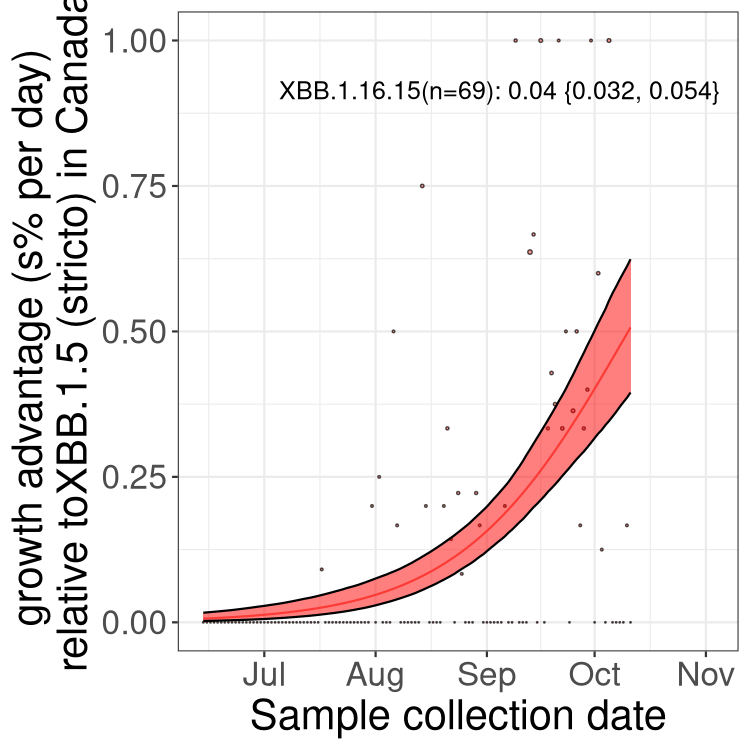 growth advantage (s% per day)
relative toXBB.1.5 (stricto) in Canada
1.00
XBB.1.16.15(n=69): 0.04 {0.032, 0.054}
0.75
0.50
0.25
0.00
Jul Aug Sep Oct Nov
Sample collection date